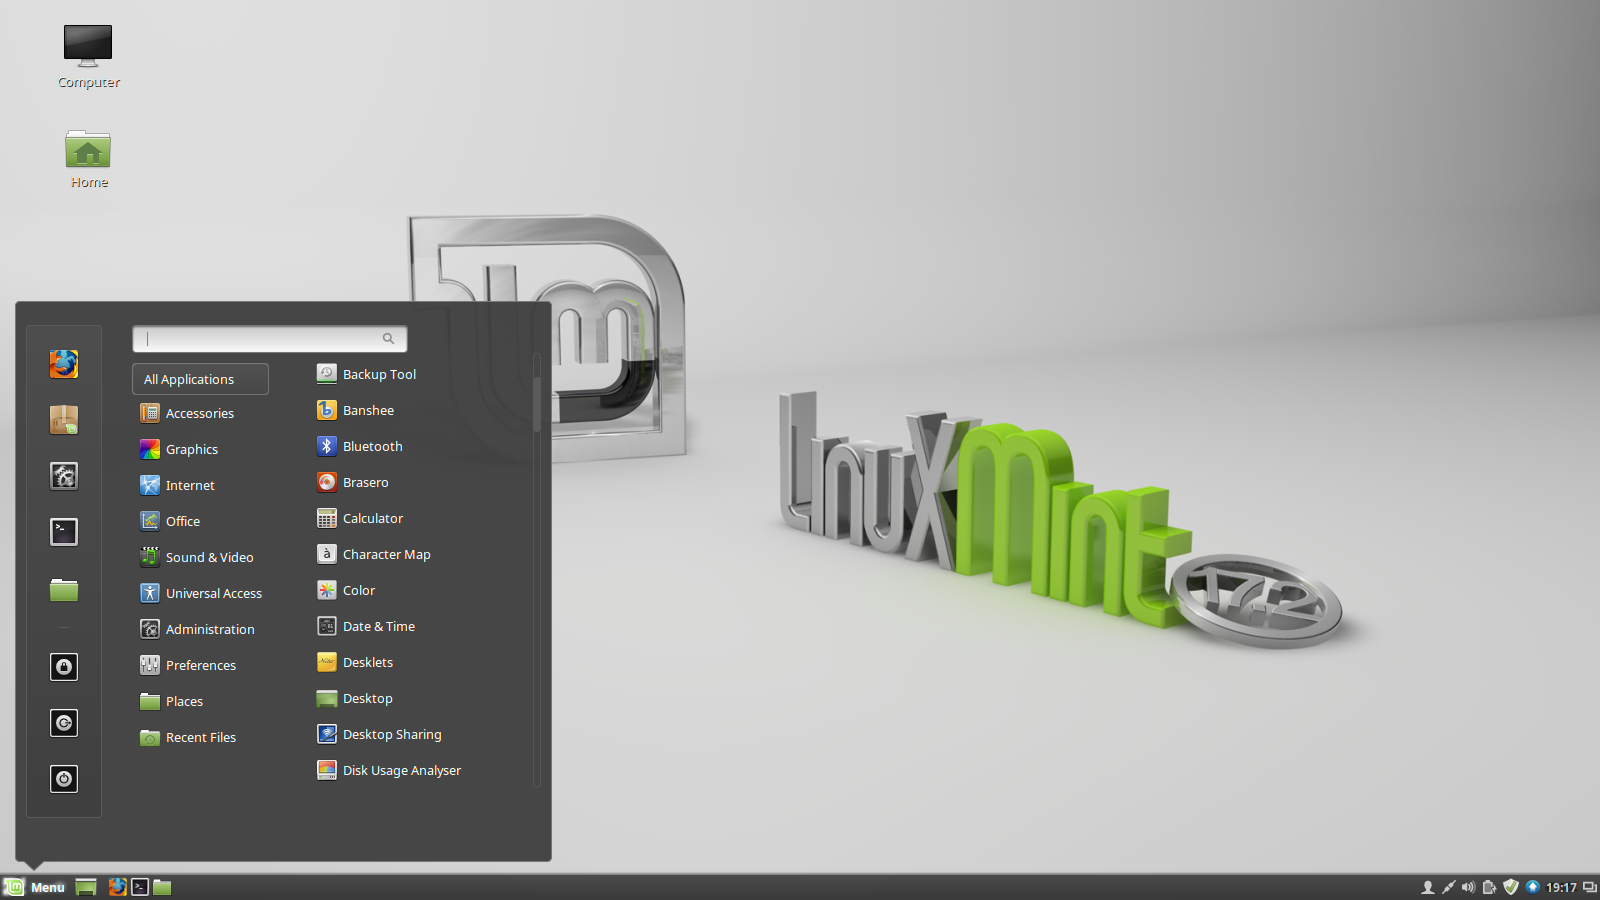 Computer
Home
lm
LinuxMint
17.2
All Applications
Accessories
Graphics
Internet
Office
Sound & Video
Universal Access
Administration
Preferences
Places
Recent Files
Backup Tool
Banshee
Bluetooth
Brasero
Calculator
Character Map
Color
Date & Time
Desklets
Desktop
Desktop Sharing
Disk Usage Analyser
Menu
19:17